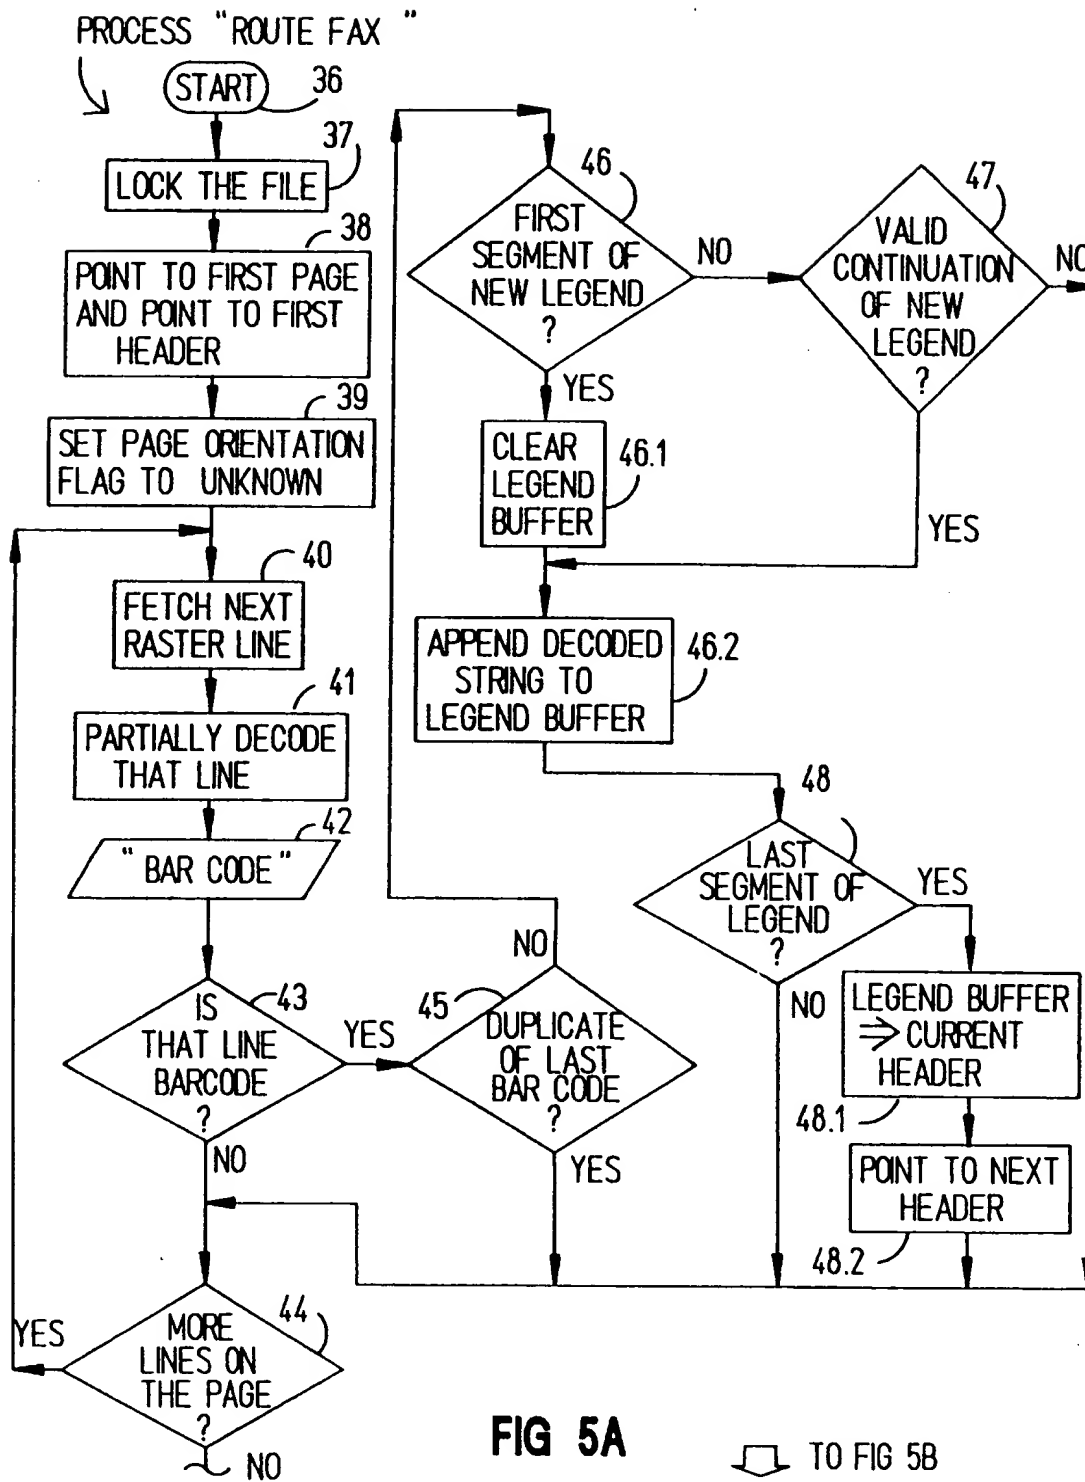 PROCESS "ROUTE FAX "
START
36
37
LOCK THE FILE
38
POINT TO FIRST PAGE
AND POINT TO FIRST
HEADER
39
SET PAGE ORIENTATION
FLAG TO UNKNOWN
40
FETCH NEXT
RASTER LINE
41
PARTIALLY DECODE
THAT LINE
42
"BAR CODE"
43
IS
THAT LINE
BARCODE
?
YES
NO
44
MORE
LINES ON
THE PAGE
?
YES
NO
45
DUPLICATE
OF LAST
BAR CODE
?
NO
YES
46
FIRST
SEGMENT OF
NEW LEGEND
?
NO
YES
46.1
CLEAR
LEGEND
BUFFER
47
VALID
CONTINUATION
OF NEW
LEGEND
?
NO
YES
46.2
APPEND DECODED
STRING TO
LEGEND BUFFER
48
LAST
SEGMENT OF
LEGEND
?
YES
NO
LEGEND BUFFER
⇒ CURRENT
HEADER
48.1
POINT TO NEXT
HEADER
48.2
FIG 5A
TO FIG 5B